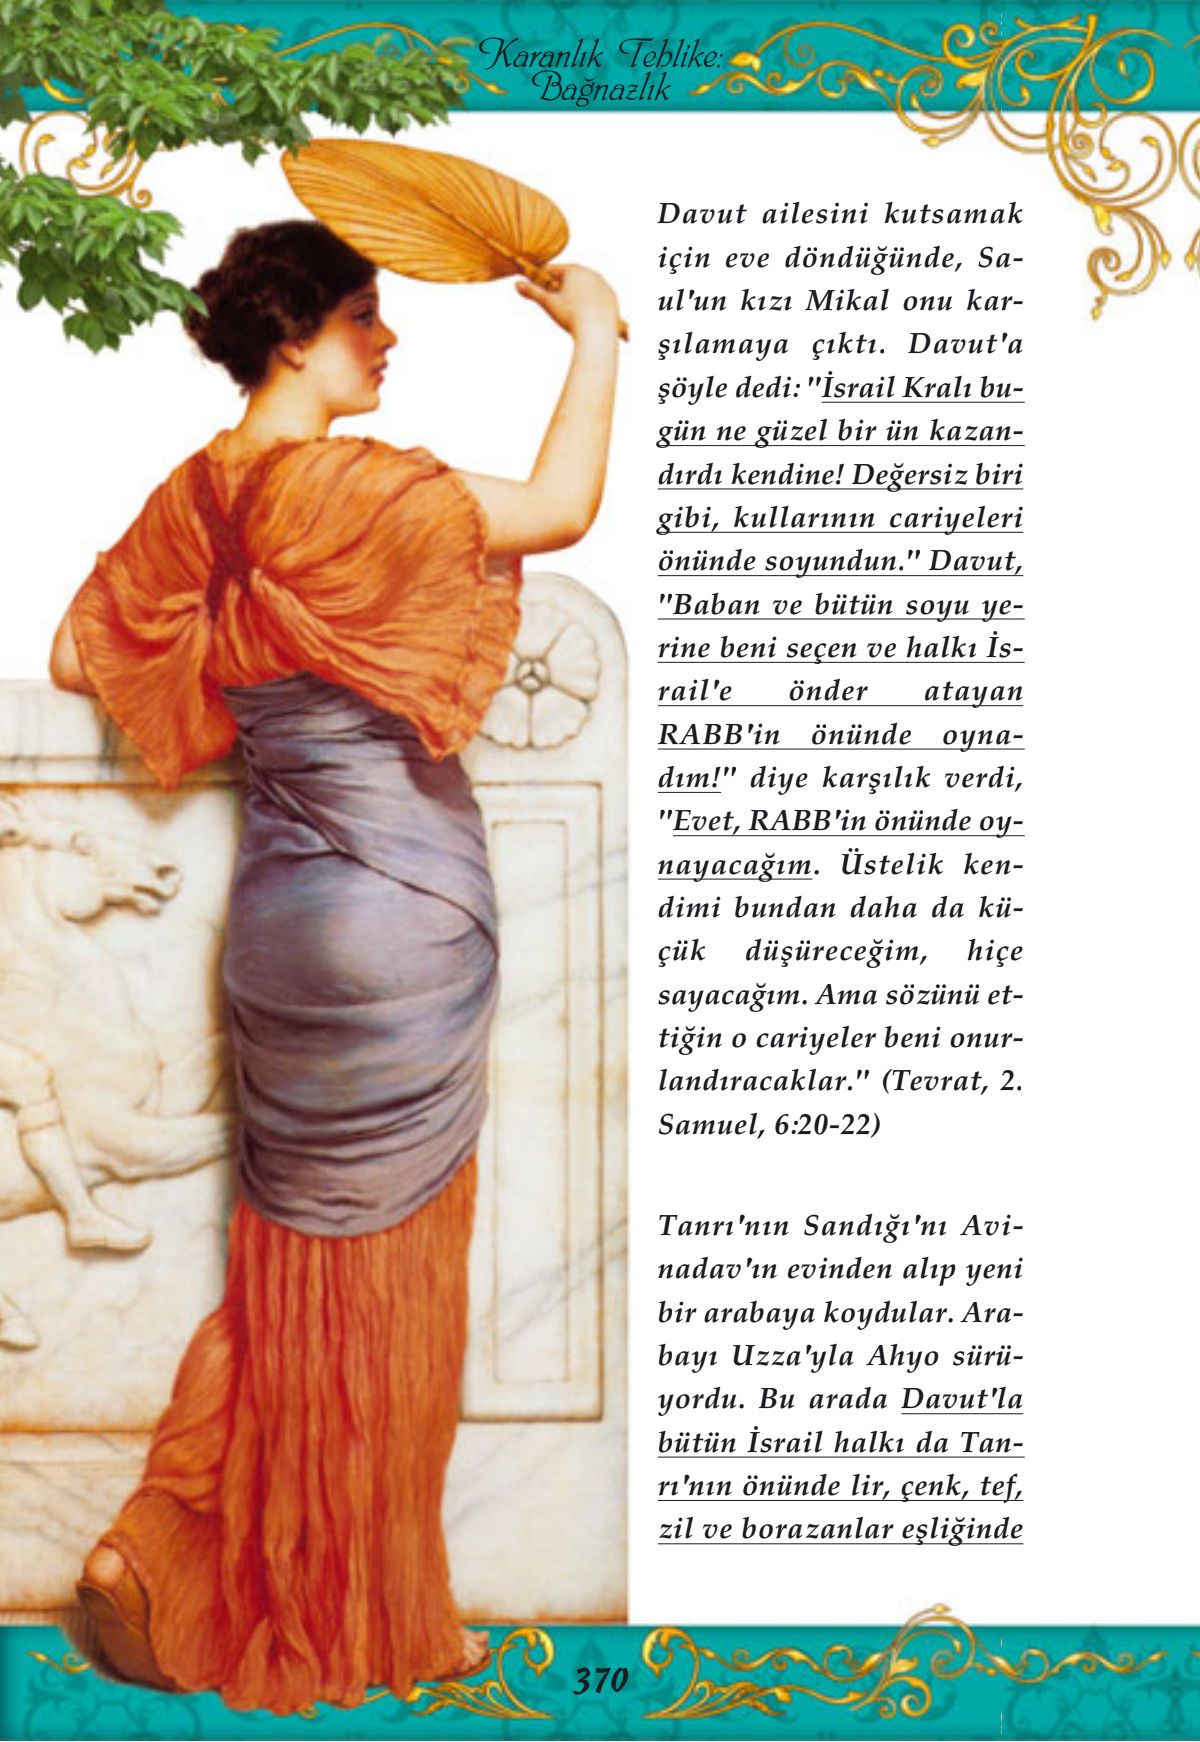 Karanlık Tehlike:
Bağnazlık
Davut ailesini kutsamak
için eve döndüğünde, Sa-
ul'un kızı Mikal onu kar-
şılamaya çıktı. Davut'a
şöyle dedi: "İsrail Kralı bu-
gün ne güzel bir ün kazan-
dırdı kendine! Değersiz biri
gibi, kullarının cariyeleri
önünde soyundun." Davut,
"Baban ve bütün soyu ye-
rine beni seçen ve halkı İs-
rail'e önder atayan
RABB'in önünde oyna-
dım!" diye karşılık verdi,
"Evet, RABB'in önünde oy-
nayacağım. Üstelik ken-
dimi bundan daha da kü-
çük düşüreceğim, hiçe
sayacağım. Ama sözünü et-
tiğin o cariyeler beni onur-
landıracaklar." (Tevrat, 2.
Samuel, 6:20-22)
Tanrı'nın Sandığı'nı Avi-
nadav'ın evinden alıp yeni
bir arabaya koydular. Ara-
bayı Uzza'yla Ahyo sürü-
yordu. Bu arada Davut'la
bütün İsrail halkı da Tan-
rı'nın önünde lir, çenk, tef,
zil ve borazanlar eşliğinde
370